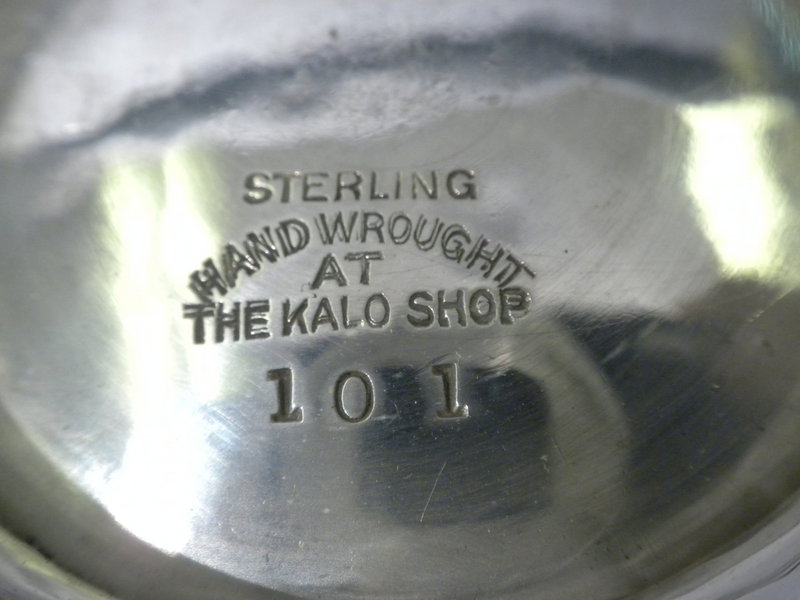 STERLING
HAND WROUGHT
AT
THE KALO SHOP
101